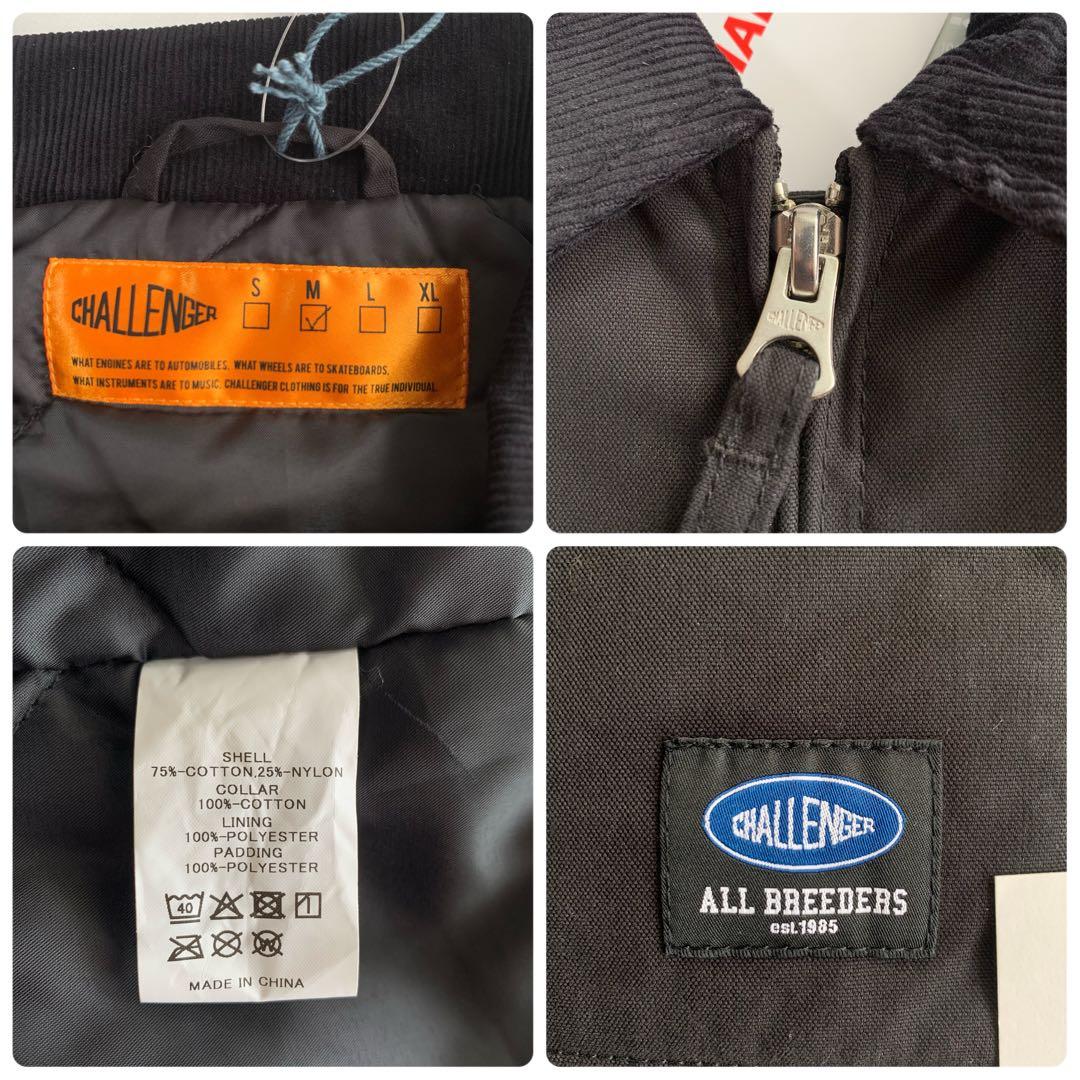 CHALLENGER
S M L XL
WHAT ENGINES ARE TO AUTOMOBILES. WHAT WHEELS ARE TO SKATEBOARDS.
WHAT INSTRUMENTS ARE TO MUSIC. CHALLENGER CLOTHING IS FOR THE TRUE INDIVIDUAL.
CHALLENGER
SHELL
75%-COTTON,25%-NYLON
COLLAR
100%-COTTON
LINING
100%-POLYESTER
PADDING
100%-POLYESTER
40
W
MADE IN CHINA
CHALLENGER
ALL BREEDERS
est.1985